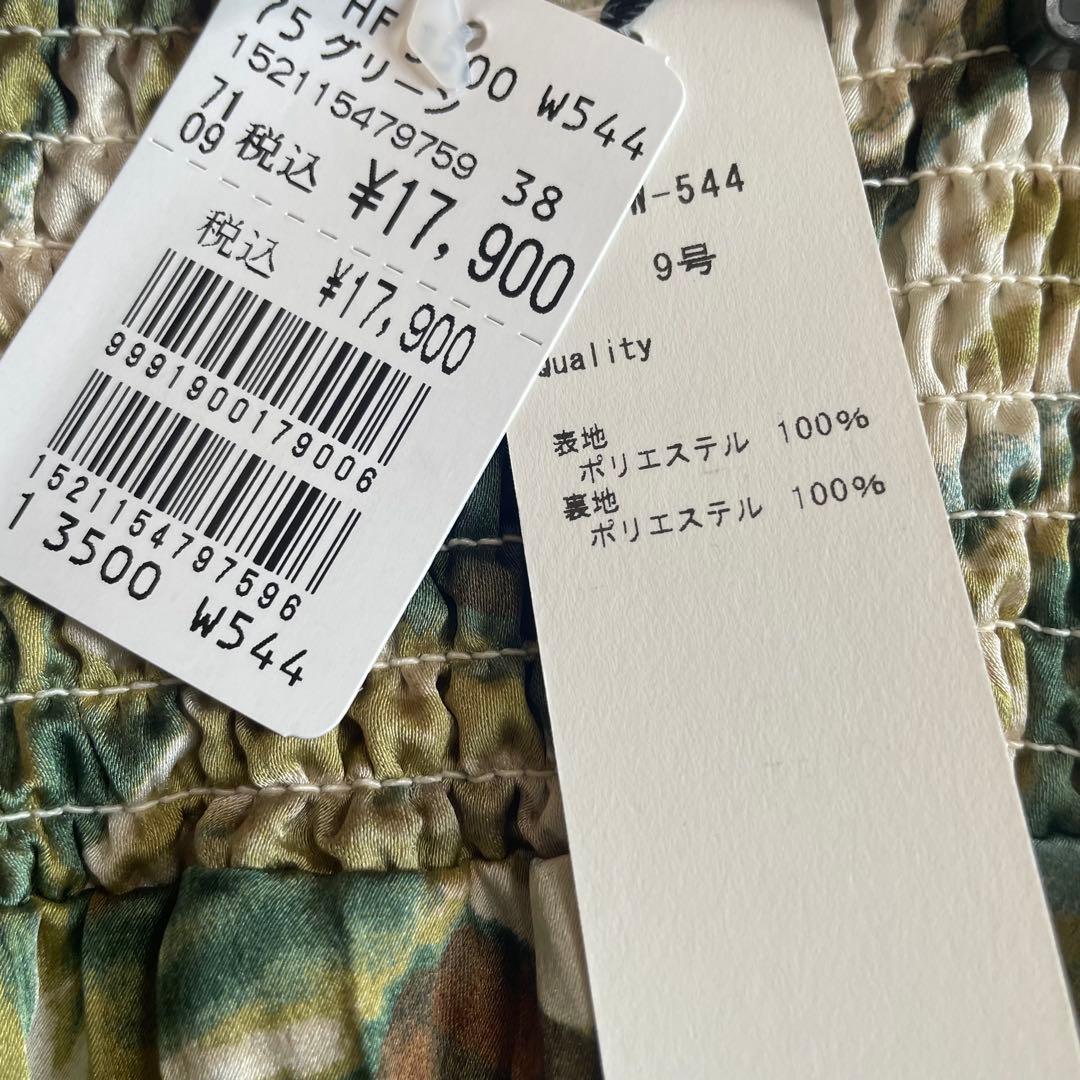 HF 00 W544
75 グリーン
152115479759 38
71
09 税込 ¥17,900
税込 ¥17,900
9991900179006
1521154797596
1 3500 W544
W-544
9号
quality
表地
ポリエステル 100%
裏地
ポリエステル 100%